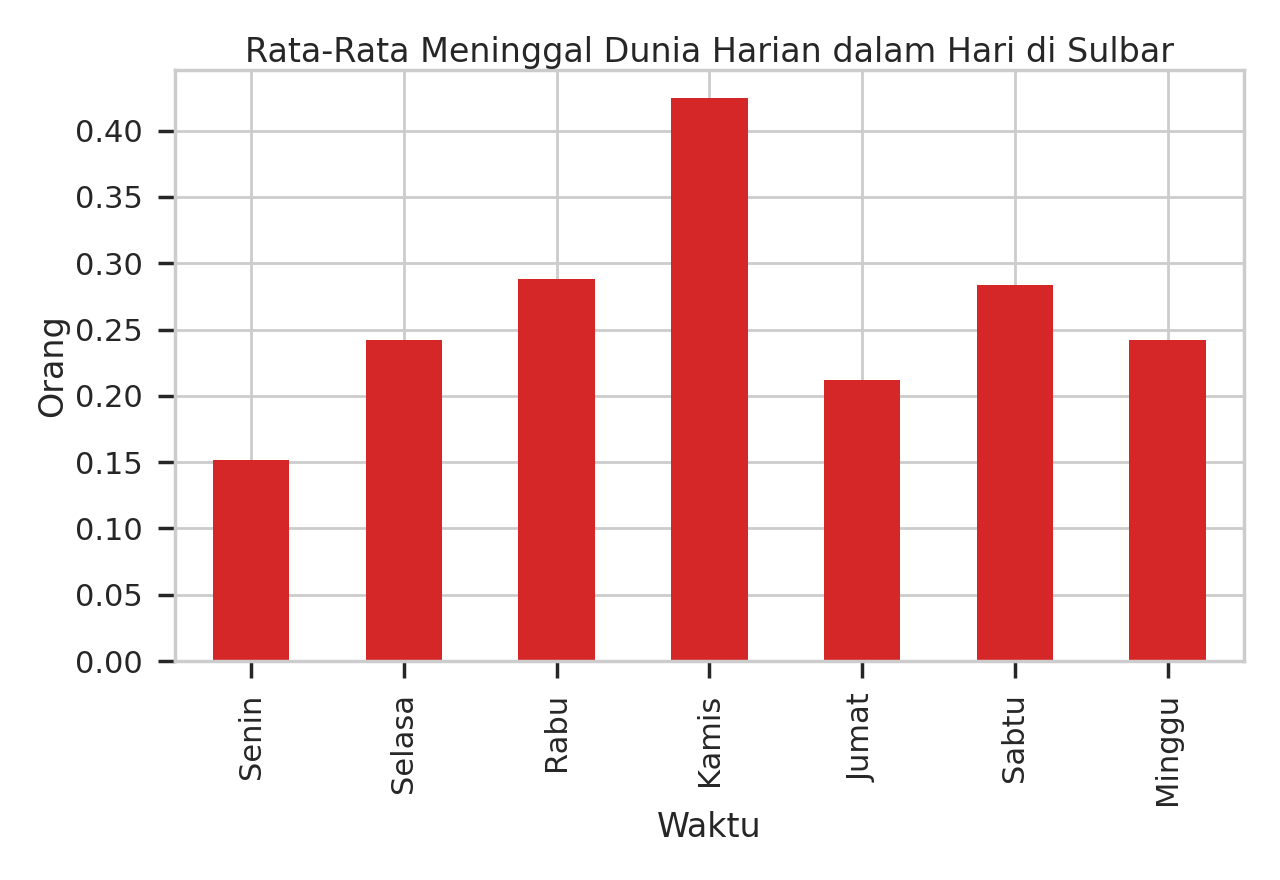 Rata-Rata Meninggal Dunia Harian dalam Hari di Sulbar
0.40
0.35
0.30
0.25
0.20
0.15
0.10
0.05
0.00
Orang
Senin
Selasa
Rabu
Kamis
Jumat
Sabtu
Minggu
Waktu